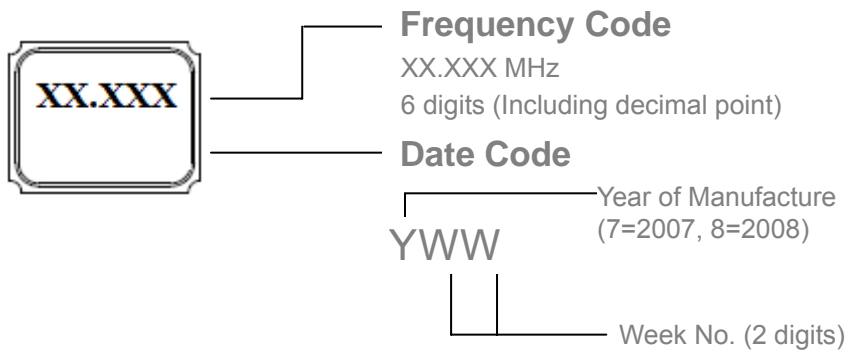 XX.XXX
Frequency Code
XX.XXX MHz
6 digits (Including decimal point)
Date Code
Year of Manufacture
(7=2007, 8=2008)
YWW
Week No. (2 digits)